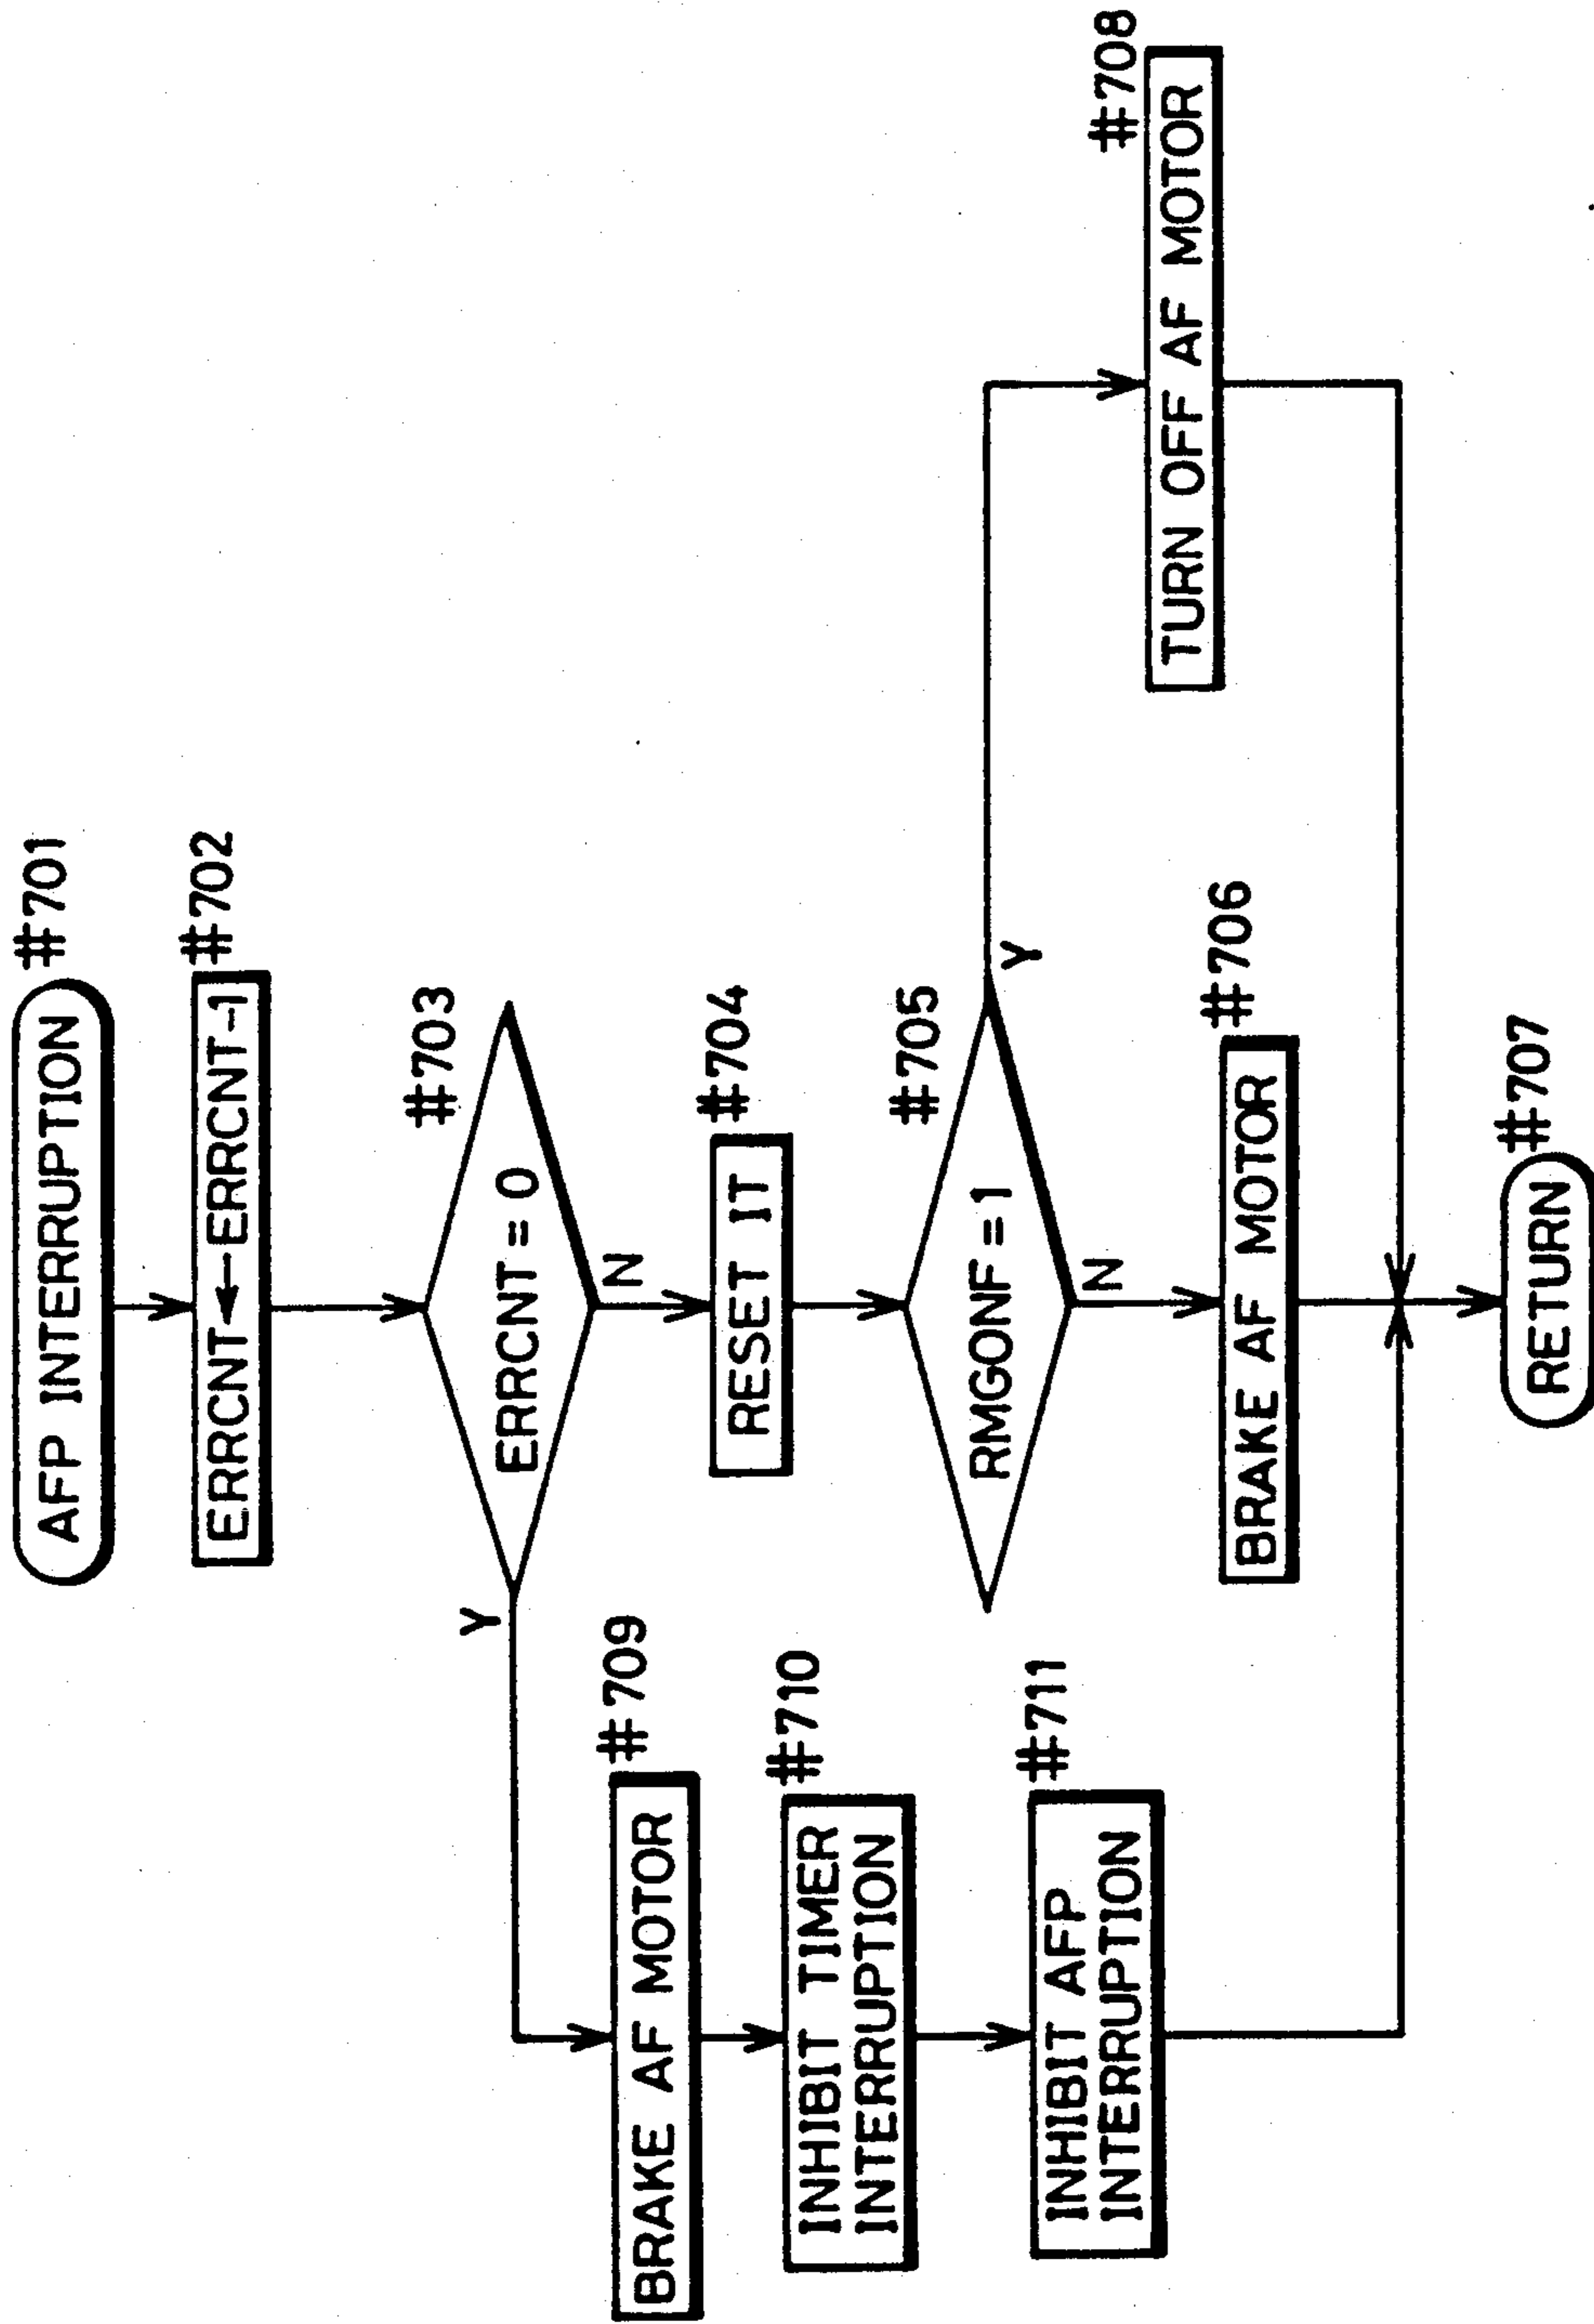 AFP INTERRUPTION
#701
ERRCNT←ERRCNT-1
#702
ERRCNT = 0
#703
Y
N
RESET IT
#704
RMGONF = 1
#705
Y
N
BRAKE AF MOTOR
#706
RETURN
#707
TURN OFF AF MOTOR
#708
BRAKE AF MOTOR
#709
INHIBIT TIMER
INTERRUPTION
#710
INHIBIT AFP
INTERRUPTION
#711